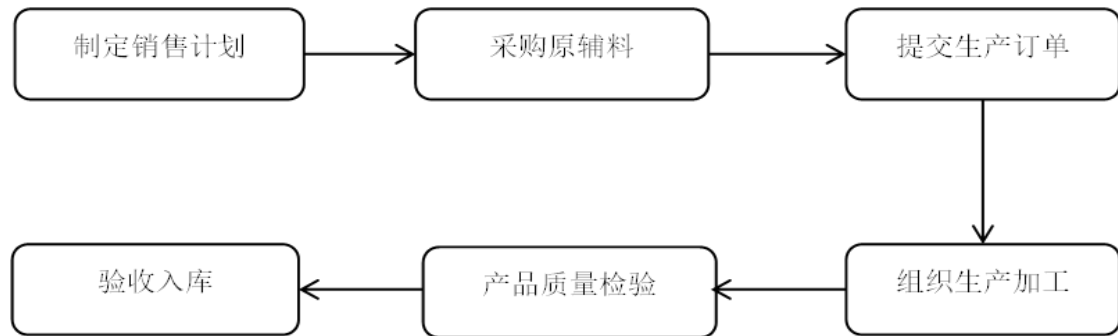 制定销售计划
采购原辅料
提交生产订单
组织生产加工
产品质量检验
验收入库